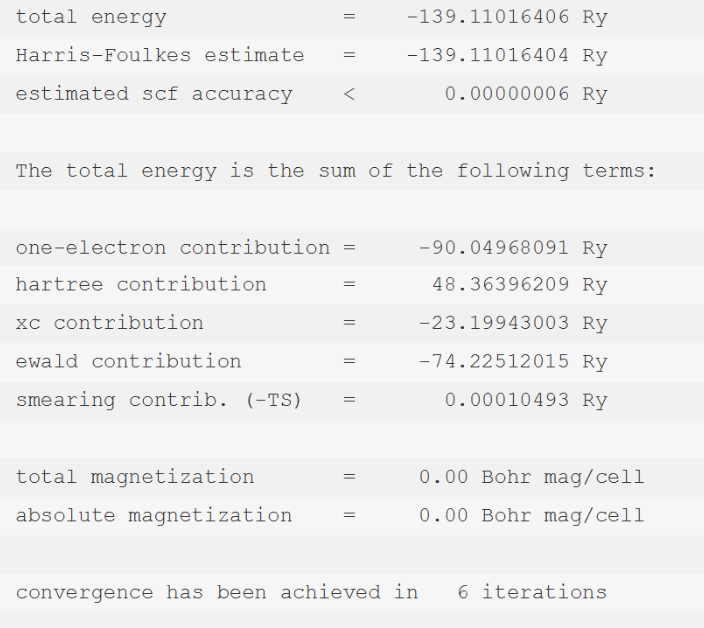 total energy = -139.11016406 Ry
Harris-Foulkes estimate = -139.11016404 Ry
estimated scf accuracy < 0.00000006 Ry
The total energy is the sum of the following terms:
one-electron contribution = -90.04968091 Ry
hartree contribution = 48.36396209 Ry
xc contribution = -23.19943003 Ry
ewald contribution = -74.22512015 Ry
smearing contrib. (-TS) = 0.00010493 Ry
total magnetization = 0.00 Bohr mag/cell
absolute magnetization = 0.00 Bohr mag/cell
convergence has been achieved in 6 iterations